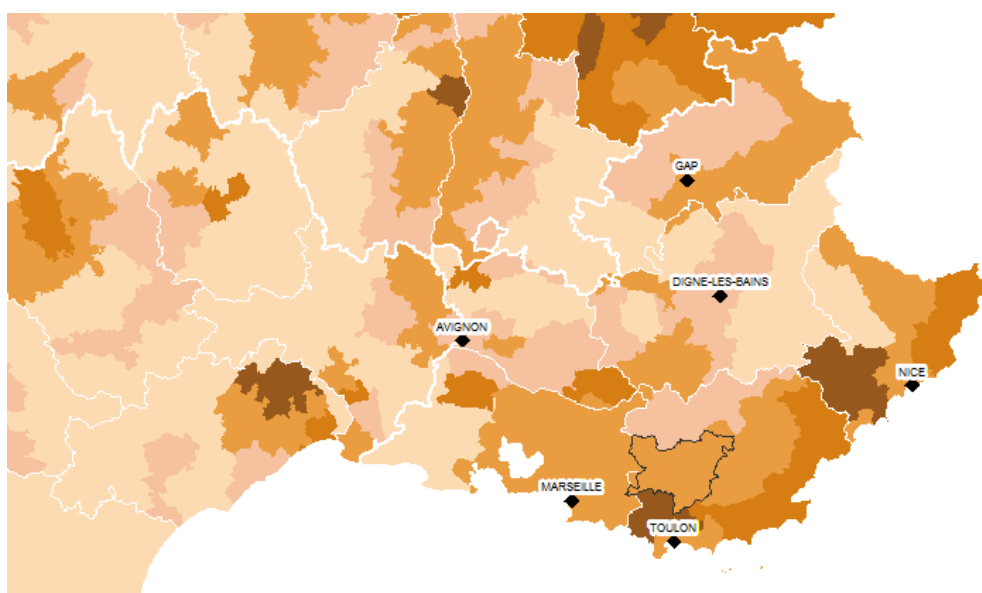 GAP
DIGNE-LES-BAINS
AVIGNON
NICE
MARSEILLE
TOULON